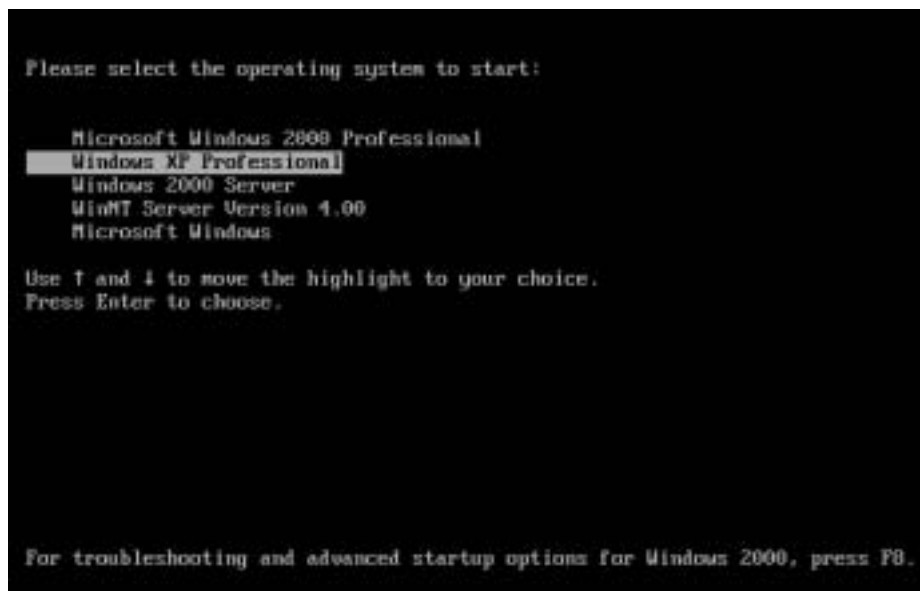 Please select the operating system to start:
Microsoft Windows 2000 Professional
Windows XP Professional
Windows 2000 Server
WinNT Server Version 4.00
Microsoft Windows
Use ↑ and ↓ to move the highlight to your choice.
Press Enter to choose.
For troubleshooting and advanced startup options for Windows 2000, press F8.